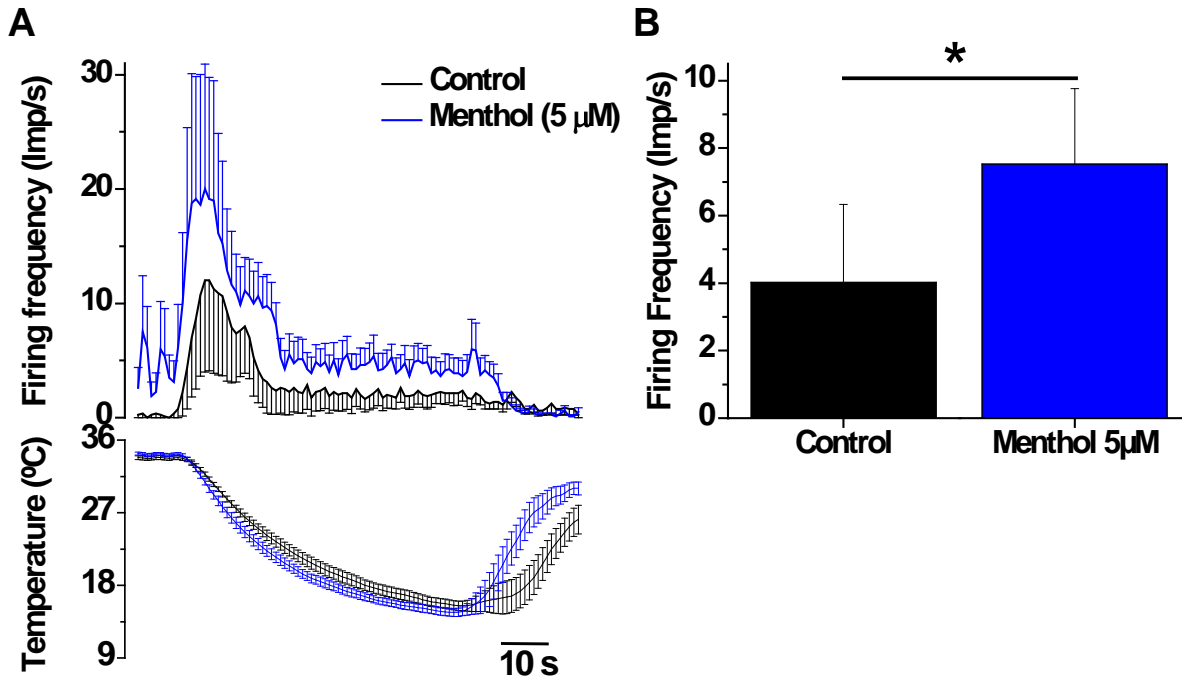 A
Firing frequency (Imp/s)
30
20
10
0
Control
Menthol (5 μM)
Temperature (ºC)
36
27
18
9
10 s
B
Firing Frequency (Imp/s)
10
8
6
4
2
0
*
Control
Menthol 5µM